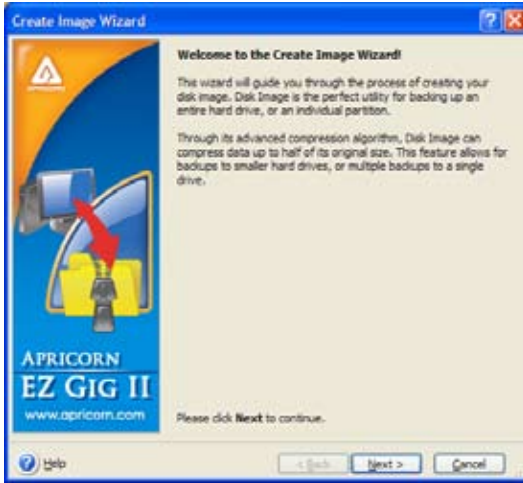 Create Image Wizard
Welcome to the Create Image Wizard!
This wizard will guide you through the process of creating your
disk image. Disk Image is the perfect utility for backing up an
entire hard drive, or an individual partition.
Through its advanced compression algorithm, Disk Image can
compress data up to half of its original size. This feature allows for
backups to smaller hard drives, or multiple backups to a single
drive.
APRICORN
APRICORN
EZ GIG II
www.apricorn.com
Please click Next to continue.
Help
< Back
Next >
Cancel